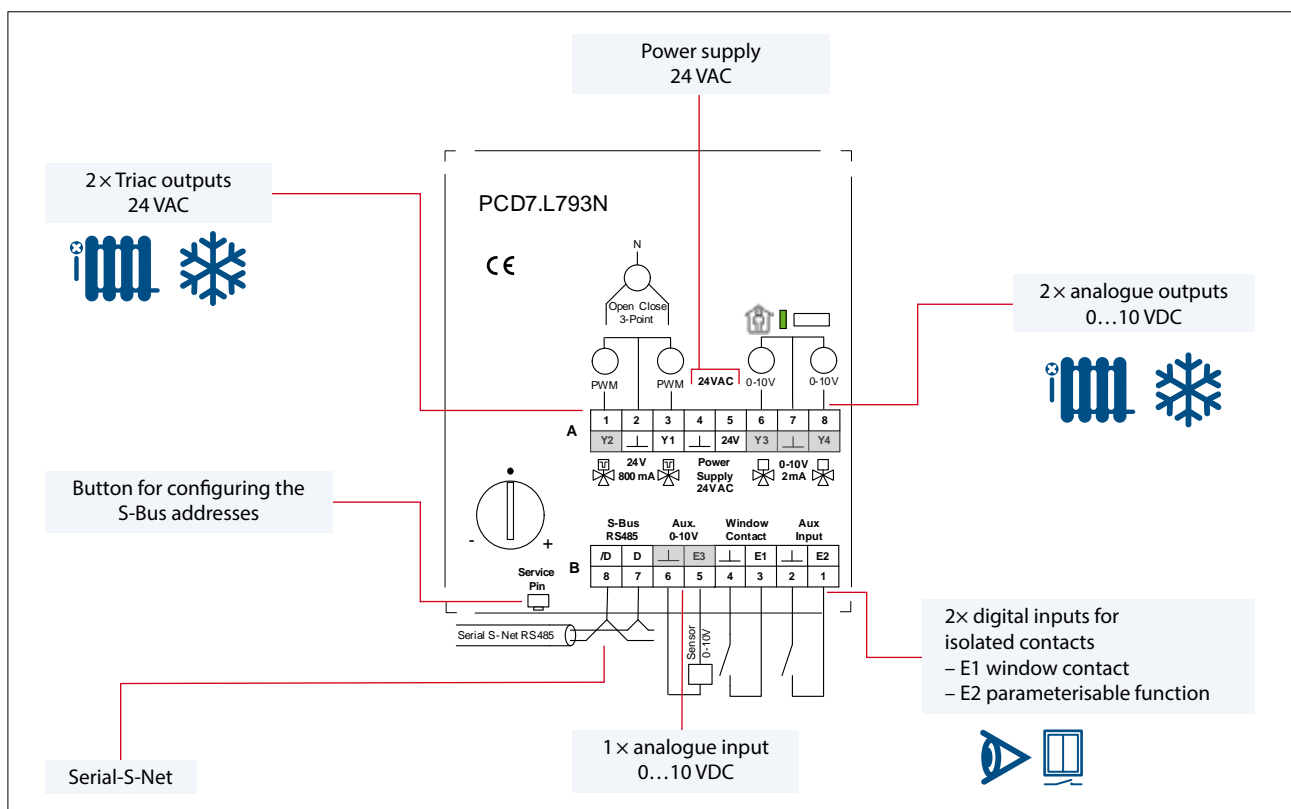 Power supply
24 VAC
2 × Triac outputs
24 VAC
PCD7.L793N
CE
N
Open Close
3-Point
2 × analogue outputs
0…10 VDC
PWM
PWM
24VAC
0-10V
0-10V
1 2 3 4 5 6 7 8
A
Y2 Y1 24V Y3 Y4
24V
800 mA
Power
Supply
24VAC
0-10V
2mA
Button for configuring the
S-Bus addresses
- +
S-Bus
RS485
Aux.
0-10V
Window
Contact
Aux
Input
B
/D D E3 E1 E2
8 7 6 5 4 3 2 1
Service
Pin
Serial S-Net RS485
Sensor
0-10V
2× digital inputs for
isolated contacts
– E1 window contact
– E2 parameterisable function
1 × analogue input
0…10 VDC
Serial-S-Net